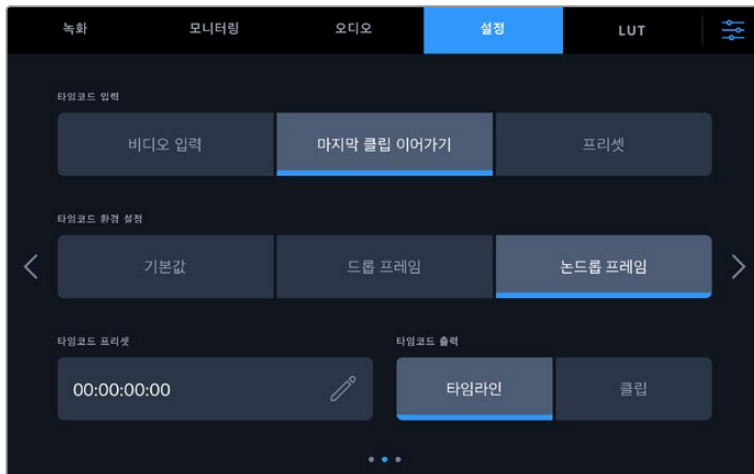 녹화 모니터링 오디오 설정 LUT
타임코드 입력
비디오 입력 마지막 클립 이어가기 프리셋
타임코드 환경 설정
기본값 드롭 프레임 논드롭 프레임
타임코드 프리셋 타임코드 출력
00:00:00:00 타임라인 클립